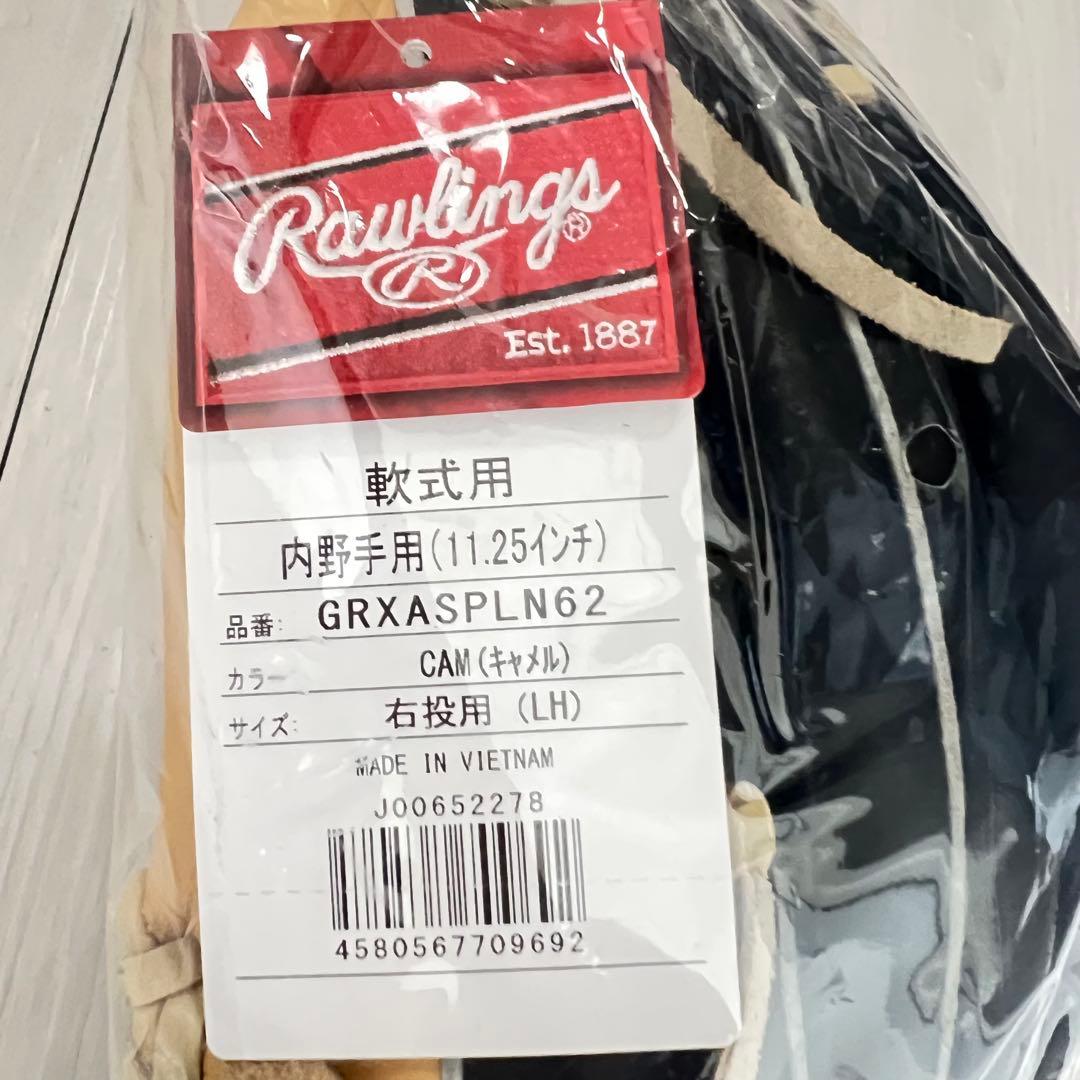 Rawlings®
R
Est. 1887
軟式用
内野手用(11.25インチ)
品番: GRXASPLN62
カラー CAM(キャメル)
サイズ: 右投用 (LH)
MADE IN VIETNAM
J00652278
4580567709692